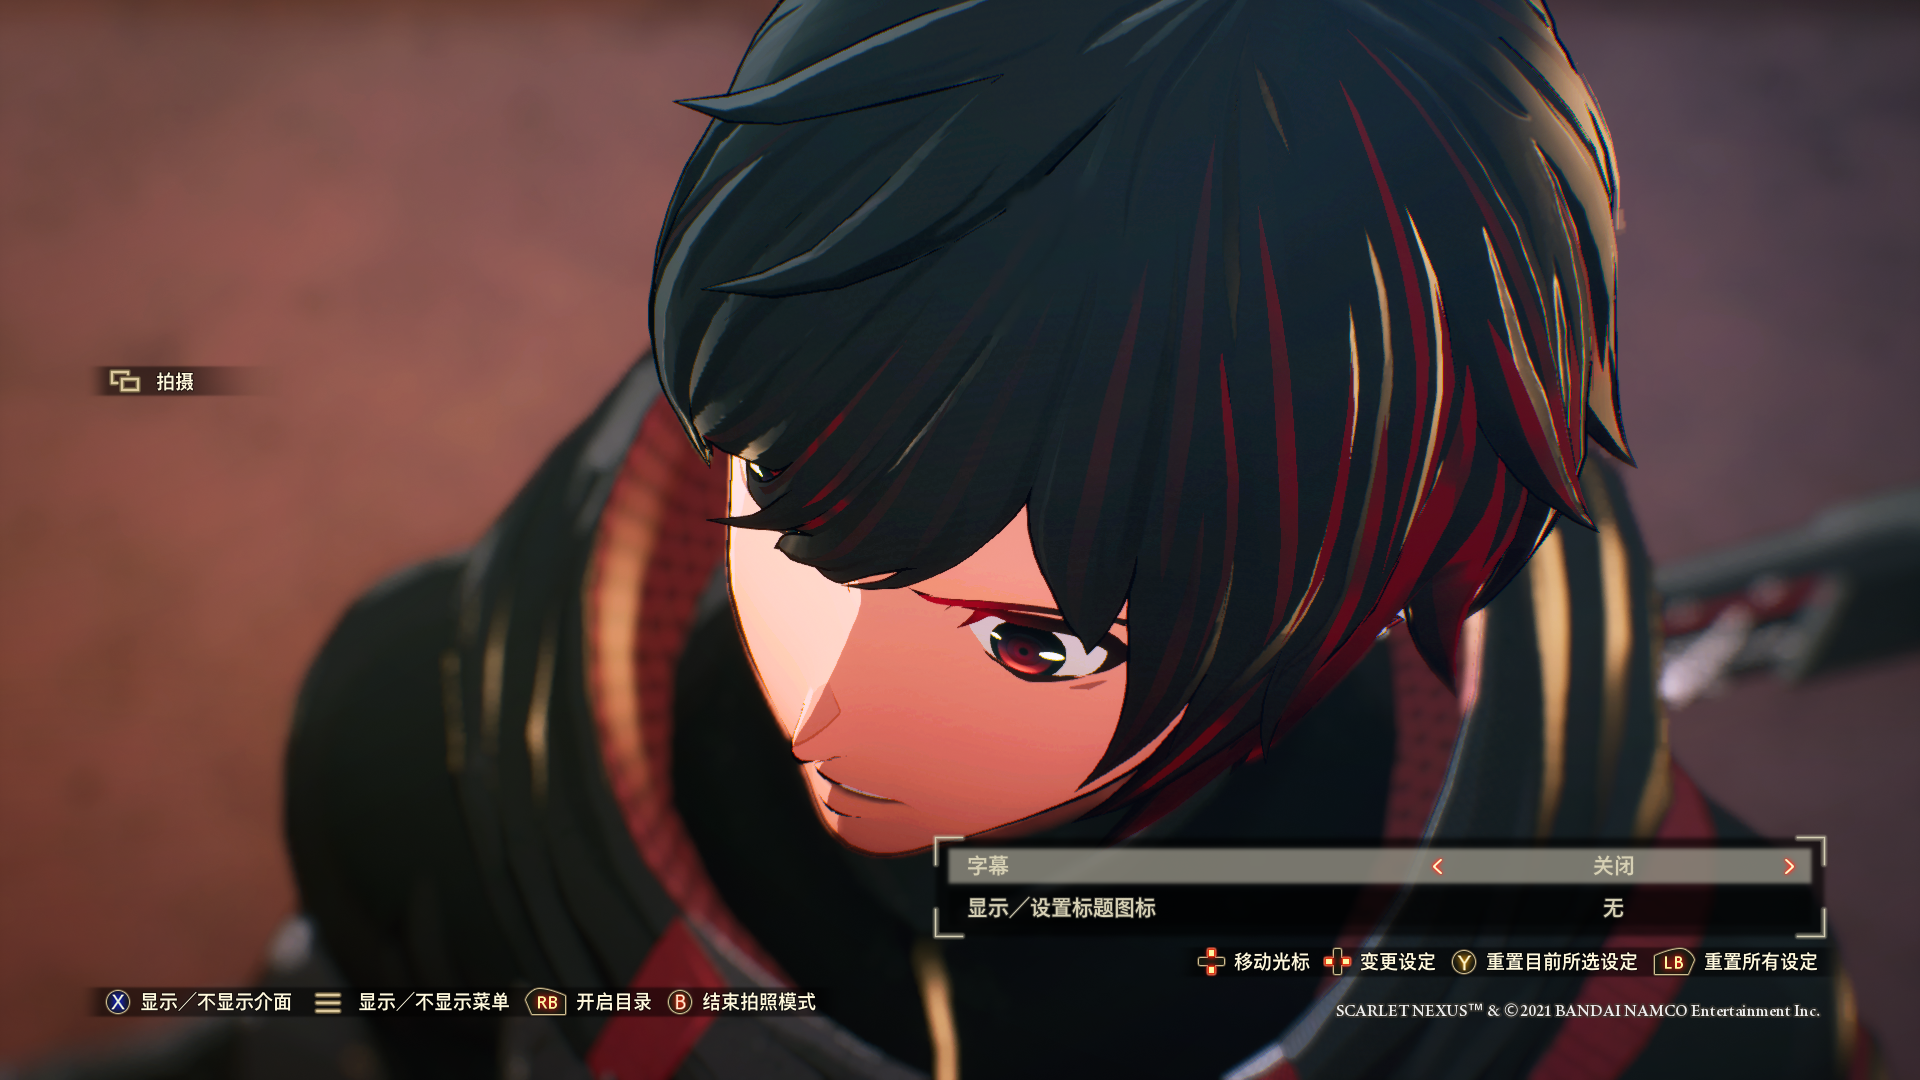 拍摄
字幕 < 关闭 >
显示／设置标题图标 无
移动光标 变更设定 Y 重置目前所选设定 LB 重置所有设定
X 显示／不显示介面 显示／不显示菜单 RB 开启目录 B 结束拍照模式
SCARLET NEXUS™ & ©2021 BANDAI NAMCO Entertainment Inc.